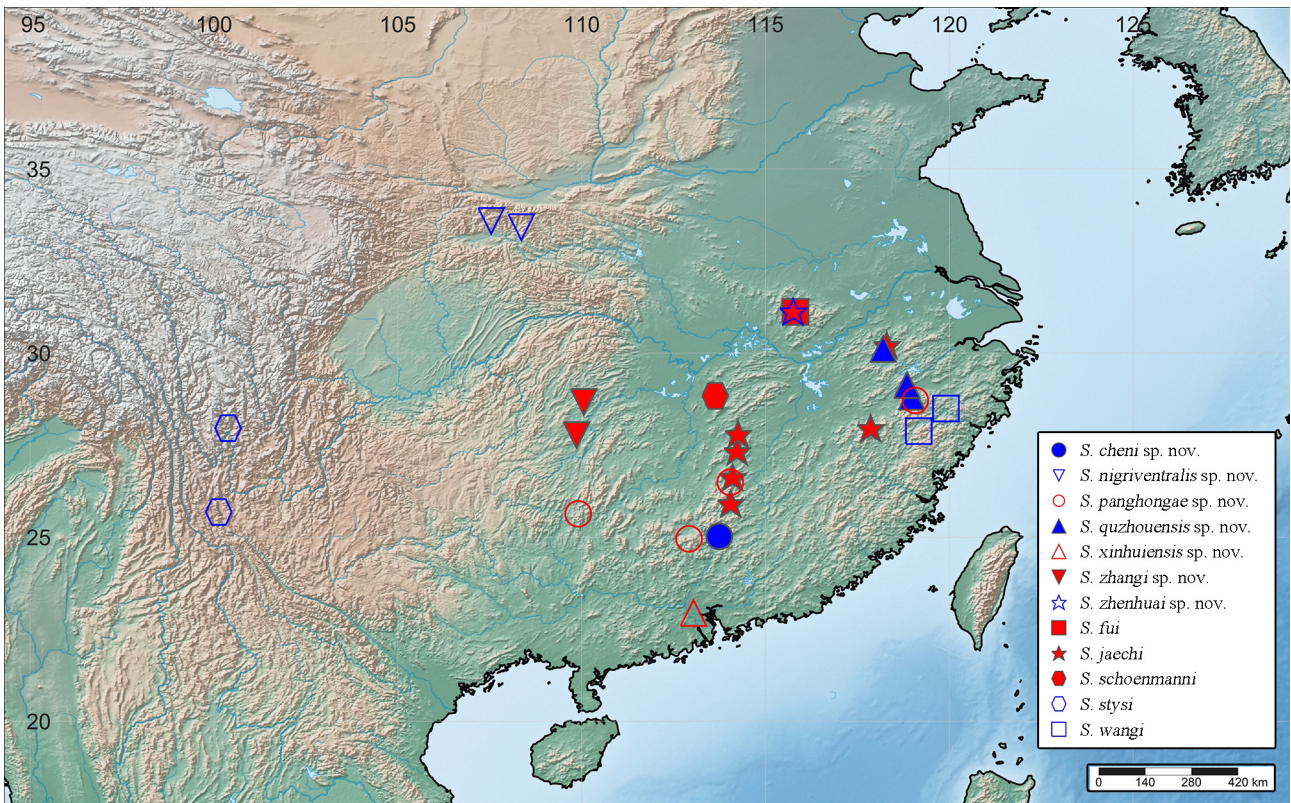 95 100 105 110 115 120 125
35
30
25
20
S. cheni sp. nov.
S. nigriventralis sp. nov.
S. panghongae sp. nov.
S. quzhouensis sp. nov.
S. xinhuiensis sp. nov.
S. zhangi sp. nov.
S. zhenhuai sp. nov.
S. fui
S. jaechi
S. schoenmanni
S. stysi
S. wangi
0 140 280 420 km